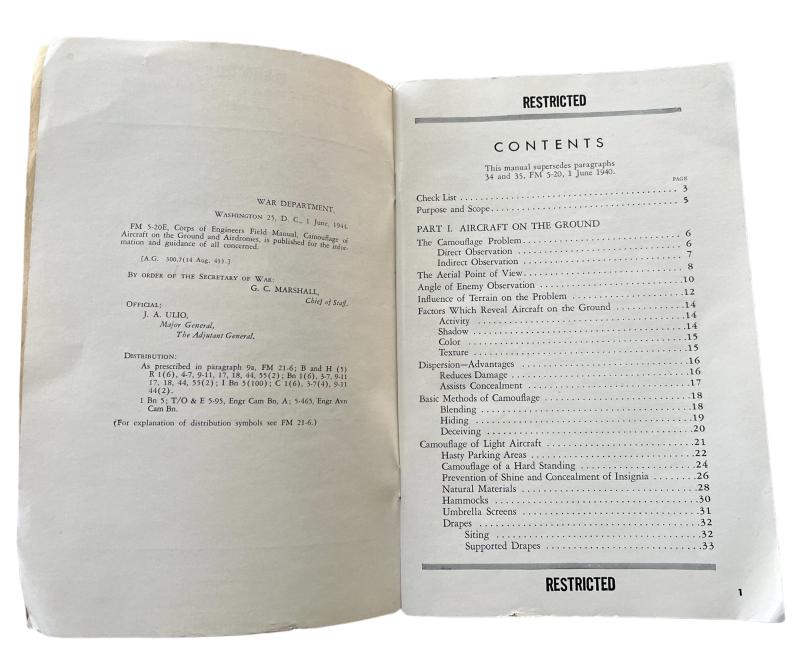 WAR DEPARTMENT,
WASHINGTON 25, D. C., 1 June, 1944.
FM 5-20E, Corps of Engineers Field Manual, Camouflage of
Aircraft on the Ground and Airdromes, is published for the infor-
mation and guidance of all concerned.
[A.G. 300.7(14 Aug. 43).]
BY ORDER OF THE SECRETARY OF WAR:
G. C. MARSHALL,
Chief of Staff.
OFFICIAL:
J. A. ULIO,
Major General,
The Adjutant General.
DISTRIBUTION:
As prescribed in paragraph 9a, FM 21-6; B and H (5)
R 1(6), 4-7, 9-11, 17, 18, 44, 55(2); Bn 1(6), 3-7, 9-11
17, 18, 44, 55(2); I Bn 5(100); C 1(6), 3-7(4), 9-11
44(2).
I Bn 5; T/O & E 5-95, Engr Cam Bn, A; 5-465, Engr Avn
Cam Bn.
(For explanation of distribution symbols see FM 21-6.)
RESTRICTED
CONTENTS
This manual supersedes paragraphs
34 and 35, FM 5-20, 1 June 1940.
PAGE
Check List 3
Purpose and Scope 5
PART I. AIRCRAFT ON THE GROUND
The Camouflage Problem 6
Direct Observation 6
Indirect Observation 7
The Aerial Point of View 8
Angle of Enemy Observation 10
Influence of Terrain on the Problem 12
Factors Which Reveal Aircraft on the Ground 14
Activity 14
Shadow 14
Color 15
Texture 15
Dispersion—Advantages 16
Reduces Damage 16
Assists Concealment 17
Basic Methods of Camouflage 18
Blending 18
Hiding 19
Deceiving 20
Camouflage of Light Aircraft 21
Hasty Parking Areas 22
Camouflage of a Hard Standing 24
Prevention of Shine and Concealment of Insignia 26
Natural Materials 28
Hammocks 30
Umbrella Screens 31
Drapes 32
Siting 32
Supported Drapes 33
RESTRICTED
1